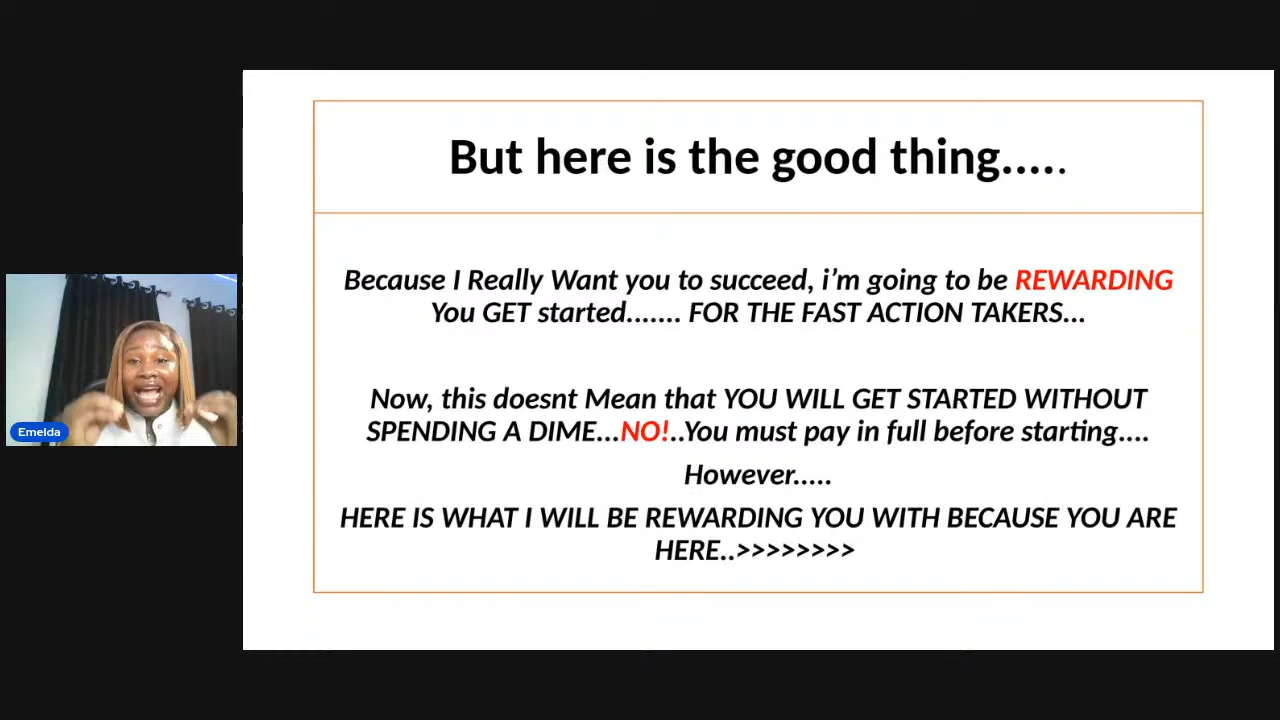 But here is the good thing.....
Because I Really Want you to succeed, i’m going to be REWARDING
You GET started....... FOR THE FAST ACTION TAKERS...
Now, this doesnt Mean that YOU WILL GET STARTED WITHOUT
SPENDING A DIME...NO!..You must pay in full before starting....
However.....
HERE IS WHAT I WILL BE REWARDING YOU WITH BECAUSE YOU ARE
HERE..>>>>>>>>
Emelda